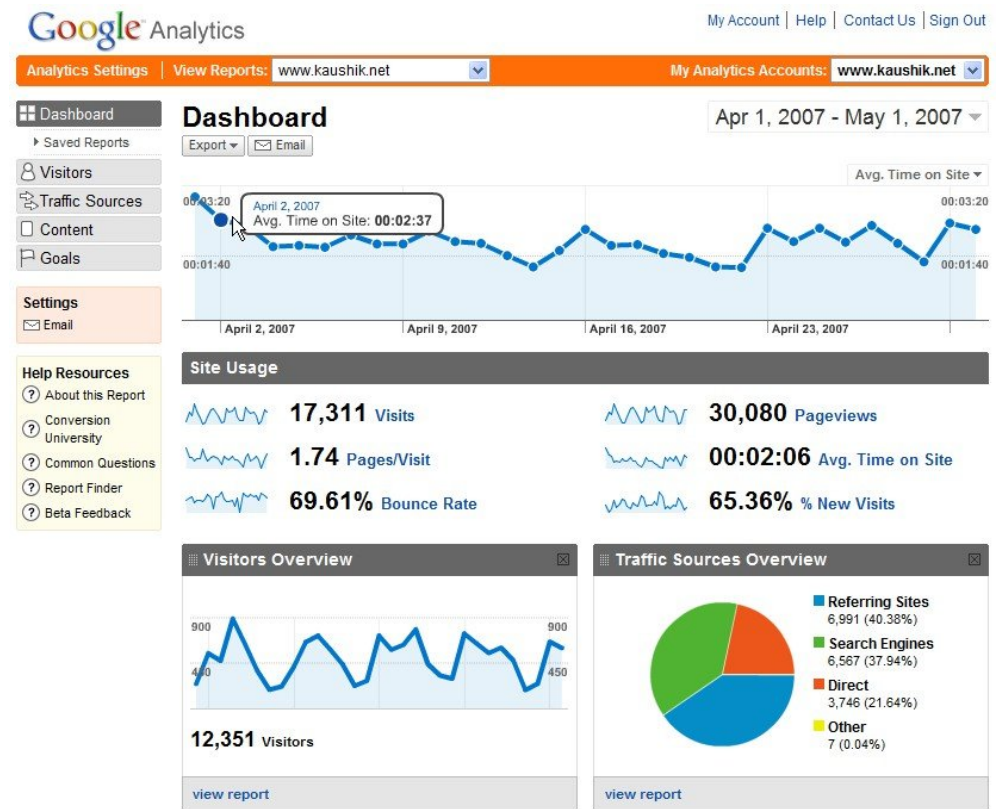 Google Analytics
My Account | Help | Contact Us | Sign Out
Analytics Settings | View Reports: www.kaushik.net
My Analytics Accounts: www.kaushik.net
Dashboard
Saved Reports
Visitors
Traffic Sources
Content
Goals
Settings
Email
Help Resources
About this Report
Conversion
University
Common Questions
Report Finder
Beta Feedback
Dashboard
Apr 1, 2007 - May 1, 2007
Export
Email
Avg. Time on Site
00:03:20
00:03:20
April 2, 2007
Avg. Time on Site: 00:02:37
00:01:40
00:01:40
April 2, 2007
April 9, 2007
April 16, 2007
April 23, 2007
Site Usage
17,311 Visits
30,080 Pageviews
1.74 Pages/Visit
00:02:06 Avg. Time on Site
69.61% Bounce Rate
65.36% % New Visits
Visitors Overview
900
900
450
450
12,351 Visitors
view report
Traffic Sources Overview
Referring Sites
6,991 (40.38%)
Search Engines
6,567 (37.94%)
Direct
3,746 (21.64%)
Other
7 (0.04%)
view report